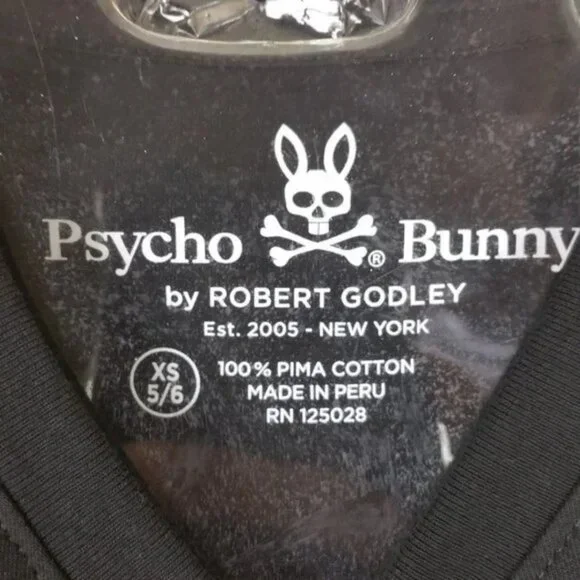 Psycho ® Bunny
by ROBERT GODLEY
Est. 2005 - NEW YORK
XS
5/6
100% PIMA COTTON
MADE IN PERU
RN 125028